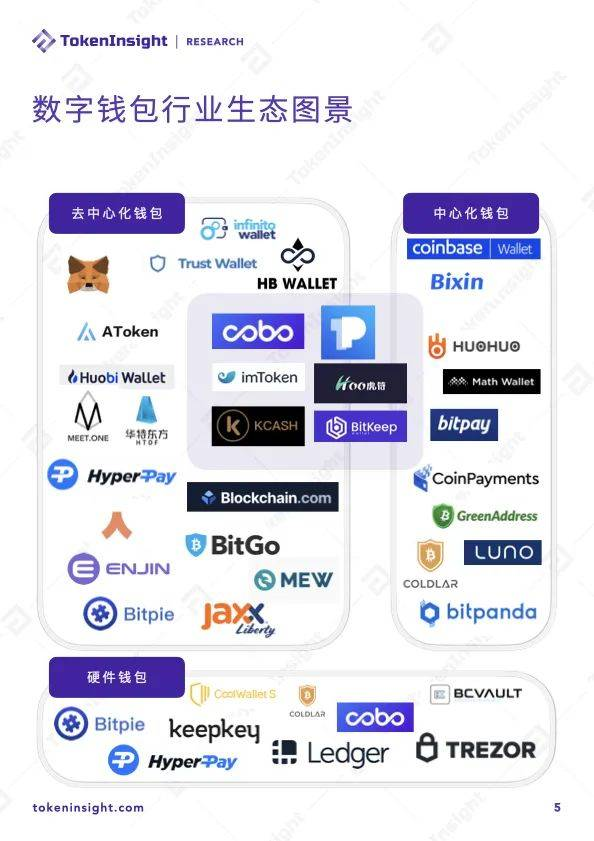 TokenInsight | RESEARCH
数字钱包行业生态图景
去中心化钱包
infinito
wallet
Trust Wallet
HB WALLET
AToken
Huobi Wallet
MEET.ONE
华特东方
HTDF
HyperPay
Blockchain.com
BitGo
ENJIN
MEW
Bitpie
jaxx
Liberty
cobo
imToken
Hoo虎符
KCASH
BitKeep
wallet
中心化钱包
coinbase | Wallet
Bixin
HUOHUO
Math Wallet
bitpay
CoinPayments
GreenAddress
COLDLAR
LUNO
bitpanda
硬件钱包
CoolWallet S
COLDLAR
BCVAULT
Bitpie
keepkey
cobo
HyperPay
Ledger
TREZOR
tokeninsight.com
5